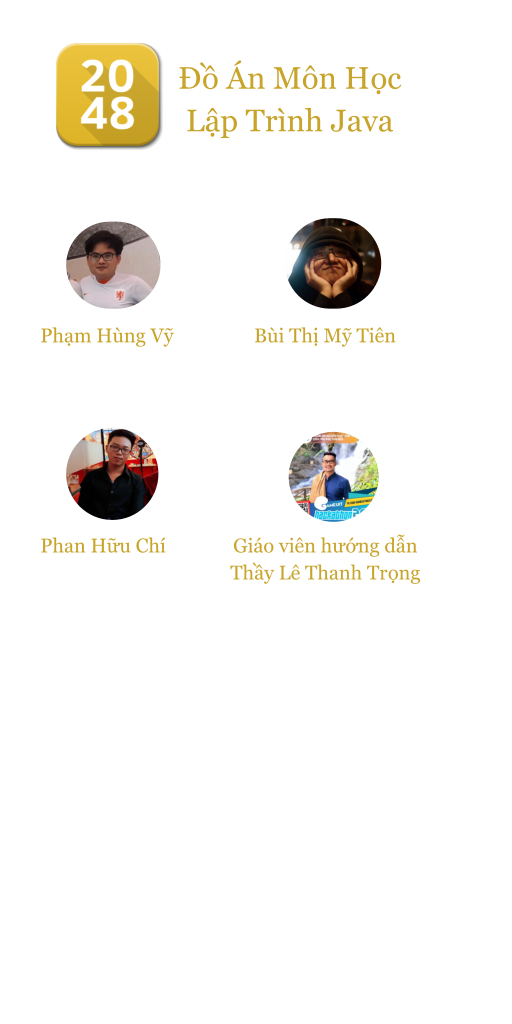 20
48
Đồ Án Môn Học
Lập Trình Java
Phạm Hùng Vỹ
Bùi Thị Mỹ Tiên
Phan Hữu Chí
Giáo viên hướng dẫn
Thầy Lê Thanh Trọng